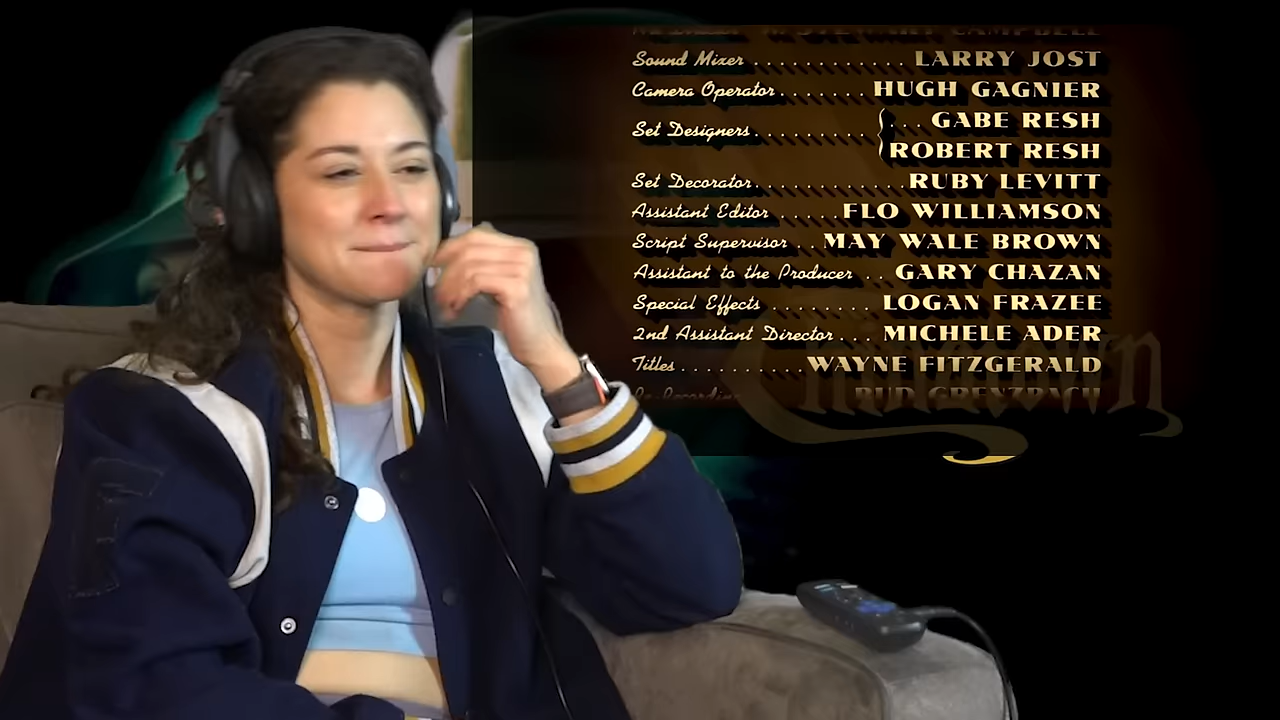 Sound Mixer . . . . . . . . . . . . LARRY JOST
Camera Operator . . . . . . . HUGH GAGNIER
Set Designers . . . . . . . . . { . . . GABE RESH
ROBERT RESH
Set Decorator . . . . . . . . . . . . RUBY LEVITT
Assistant Editor . . . . . FLO WILLIAMSON
Script Supervisor . . MAY WALE BROWN
Assistant to the Producer . . GARY CHAZAN
Special Effects . . . . . . . . LOGAN FRAZEE
2nd Assistant Director . . . MICHELE ADER
Titles . . . . . . . . . . WAYNE FITZGERALD
Chinatown